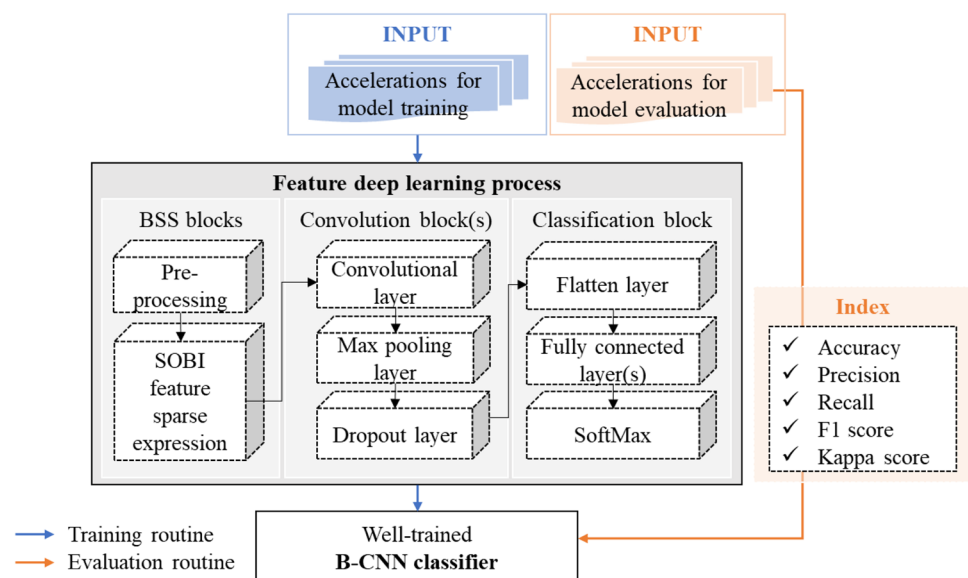 INPUT
Accelerations for
model training
INPUT
Accelerations for
model evaluation
Feature deep learning process
BSS blocks
Pre-
processing
SOBI
feature
sparse
expression
Convolution block(s)
Convolutional
layer
Max pooling
layer
Dropout layer
Classification block
Flatten layer
Fully connected
layer(s)
SoftMax
Index
✓ Accuracy
✓ Precision
✓ Recall
✓ F1 score
✓ Kappa score
Well-trained
B-CNN classifier
Training routine
Evaluation routine